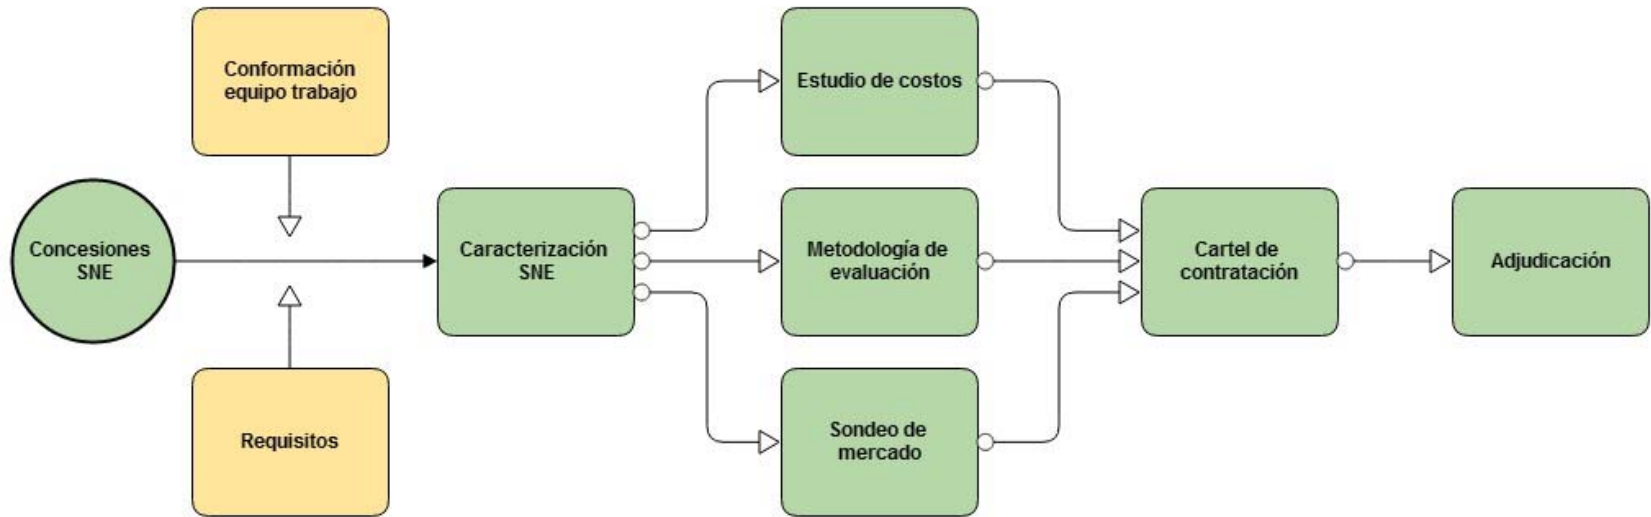 Conformación
equipo trabajo
Concesiones
SNE
Requisitos
Caracterización
SNE
Estudio de costos
Metodología de
evaluación
Sondeo de
mercado
Cartel de
contratación
Adjudicación